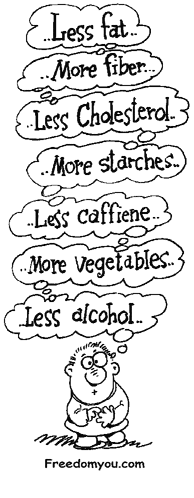 ..Less fat..
..More fiber...
..Less Cholesterol..
..More starches..
..Less caffiene..
..More vegetables..
..Less alcohol..
Freedomyou.com